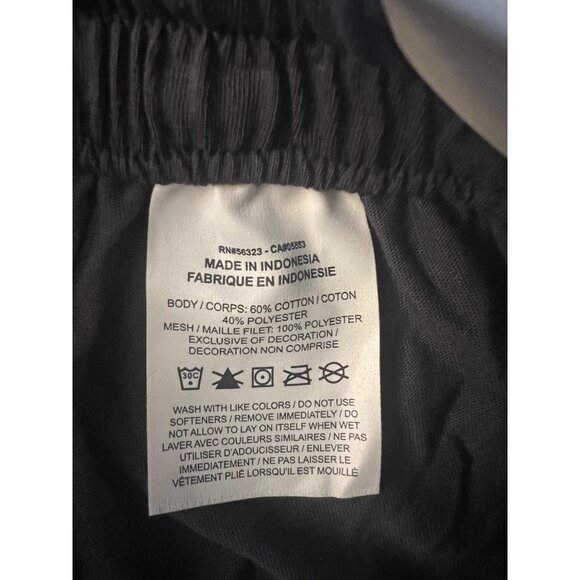 RN#56323 - CA#05553
MADE IN INDONESIA
FABRIQUE EN INDONESIE
BODY / CORPS: 60% COTTON / COTON
40% POLYESTER
MESH / MAILLE FILET: 100% POLYESTER
EXCLUSIVE OF DECORATION /
DECORATION NON COMPRISE
30C
WASH WITH LIKE COLORS / DO NOT USE
SOFTENERS / REMOVE IMMEDIATELY / DO
NOT ALLOW TO LAY ON ITSELF WHEN WET
LAVER AVEC COULEURS SIMILAIRES / NE PAS
UTILISER D'ADOUCISSEUR / ENLEVER
IMMEDIATEMENT / NE PAS LAISSER LE
VÊTEMENT PLIÉ LORSQU'IL EST MOUILLÉ